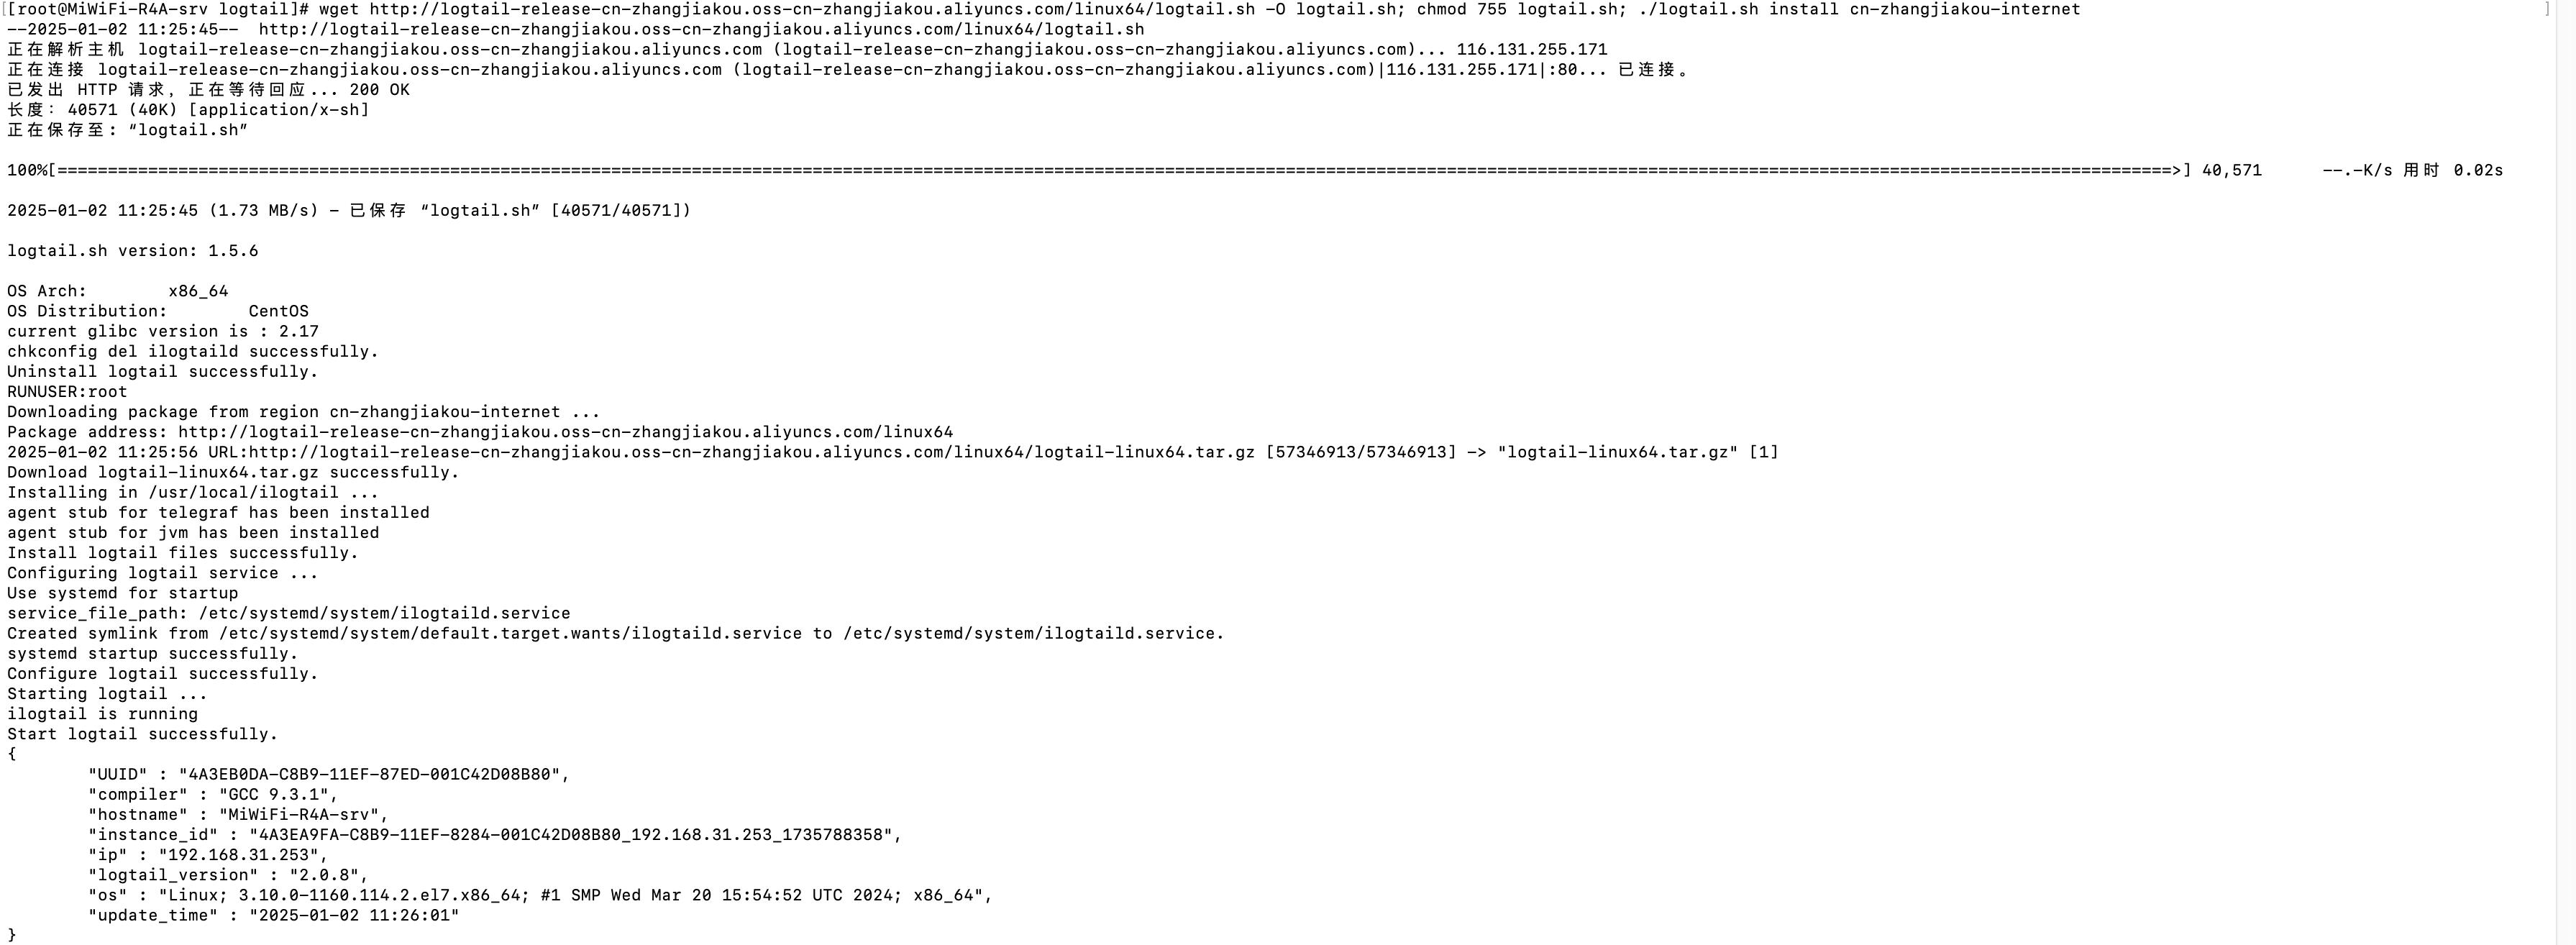 [[root@MiWiFi-R4A-srv logtail]# wget http://logtail-release-cn-zhangjiakou.oss-cn-zhangjiakou.aliyuncs.com/linux64/logtail.sh -O logtail.sh; chmod 755 logtail.sh; ./logtail.sh install cn-zhangjiakou-internet ]
--2025-01-02 11:25:45--  http://logtail-release-cn-zhangjiakou.oss-cn-zhangjiakou.aliyuncs.com/linux64/logtail.sh
正在解析主机 logtail-release-cn-zhangjiakou.oss-cn-zhangjiakou.aliyuncs.com (logtail-release-cn-zhangjiakou.oss-cn-zhangjiakou.aliyuncs.com)... 116.131.255.171
正在连接 logtail-release-cn-zhangjiakou.oss-cn-zhangjiakou.aliyuncs.com (logtail-release-cn-zhangjiakou.oss-cn-zhangjiakou.aliyuncs.com)|116.131.255.171|:80... 已连接。
已发出 HTTP 请求，正在等待回应... 200 OK
长度：40571 (40K) [application/x-sh]
正在保存至: “logtail.sh”
100%[=====================================================================>] 40,571      --.-K/s 用时 0.02s
2025-01-02 11:25:45 (1.73 MB/s) - 已保存 “logtail.sh” [40571/40571])
logtail.sh version: 1.5.6
OS Arch:        x86_64
OS Distribution:        CentOS
current glibc version is : 2.17
chkconfig del ilogtaild successfully.
Uninstall logtail successfully.
RUNUSER:root
Downloading package from region cn-zhangjiakou-internet ...
Package address: http://logtail-release-cn-zhangjiakou.oss-cn-zhangjiakou.aliyuncs.com/linux64
2025-01-02 11:25:56 URL:http://logtail-release-cn-zhangjiakou.oss-cn-zhangjiakou.aliyuncs.com/linux64/logtail-linux64.tar.gz [57346913/57346913] -> "logtail-linux64.tar.gz" [1]
Download logtail-linux64.tar.gz successfully.
Installing in /usr/local/ilogtail ...
agent stub for telegraf has been installed
agent stub for jvm has been installed
Install logtail files successfully.
Configuring logtail service ...
Use systemd for startup
service_file_path: /etc/systemd/system/ilogtaild.service
Created symlink from /etc/systemd/system/default.target.wants/ilogtaild.service to /etc/systemd/system/ilogtaild.service.
systemd startup successfully.
Configure logtail successfully.
Starting logtail ...
ilogtail is running
Start logtail successfully.
{
        "UUID" : "4A3EB0DA-C8B9-11EF-87ED-001C42D08B80",
        "compiler" : "GCC 9.3.1",
        "hostname" : "MiWiFi-R4A-srv",
        "instance_id" : "4A3EA9FA-C8B9-11EF-8284-001C42D08B80_192.168.31.253_1735788358",
        "ip" : "192.168.31.253",
        "logtail_version" : "2.0.8",
        "os" : "Linux; 3.10.0-1160.114.2.el7.x86_64; #1 SMP Wed Mar 20 15:54:52 UTC 2024; x86_64",
        "update_time" : "2025-01-02 11:26:01"
}